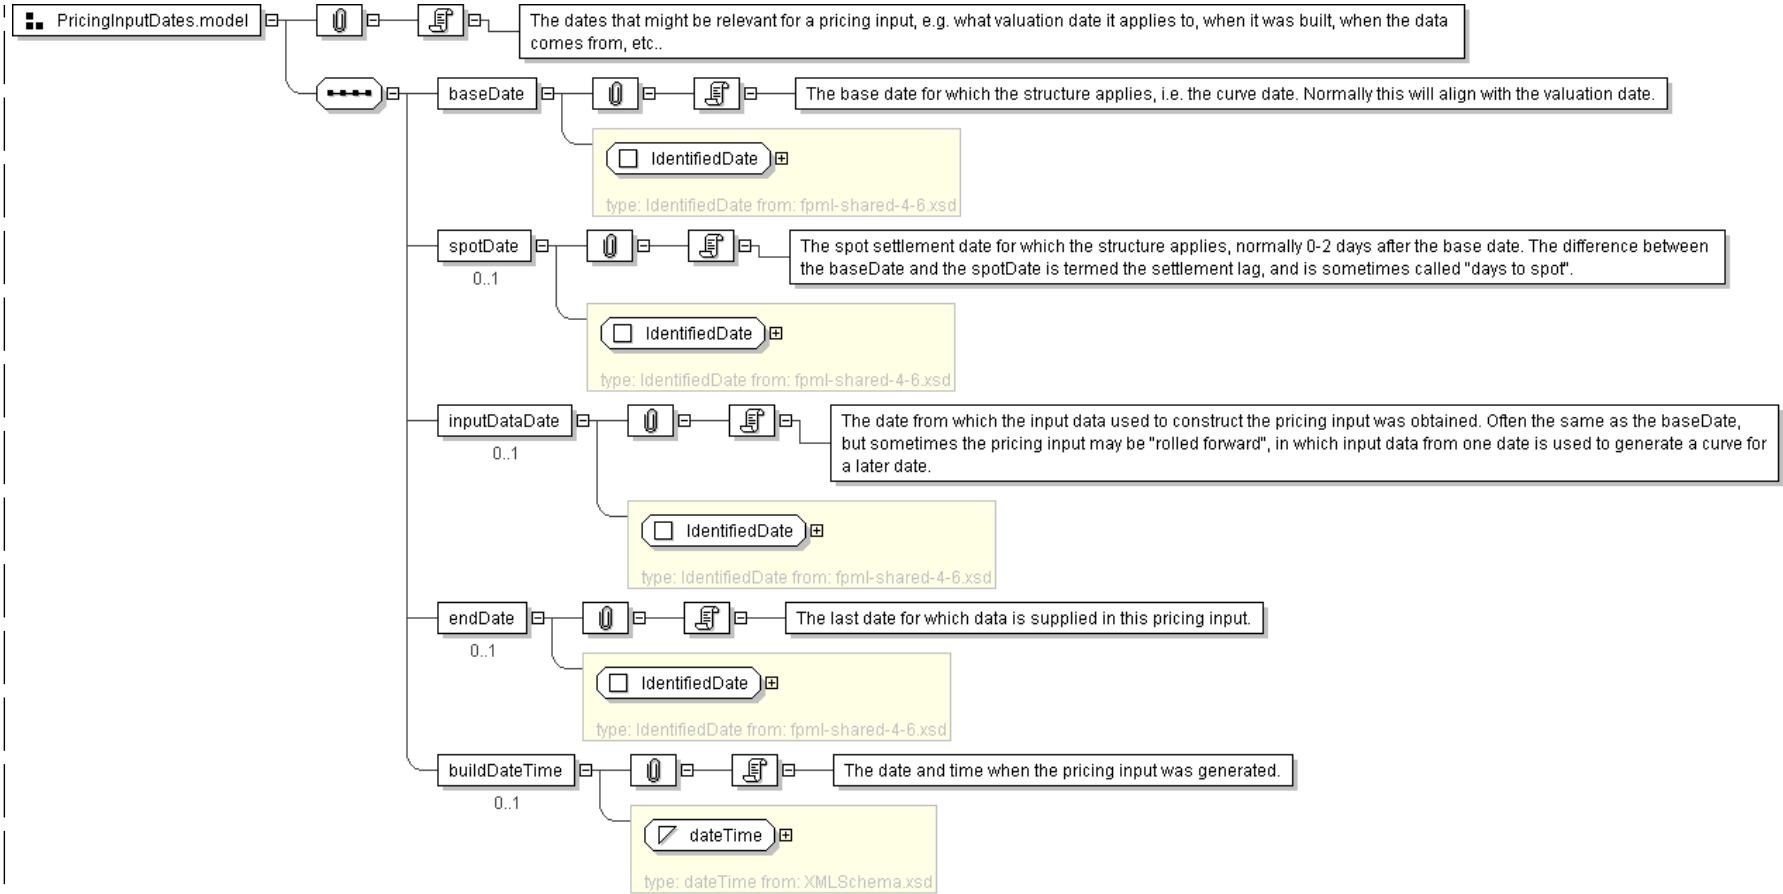 PricingInputDates.model
The dates that might be relevant for a pricing input, e.g. what valuation date it applies to, when it was built, when the data
comes from, etc..
baseDate
The base date for which the structure applies, i.e. the curve date. Normally this will align with the valuation date.
IdentifiedDate
type: IdentifiedDate from: fpml-shared-4-6.xsd
spotDate
0..1
The spot settlement date for which the structure applies, normally 0-2 days after the base date. The difference between
the baseDate and the spotDate is termed the settlement lag, and is sometimes called "days to spot".
IdentifiedDate
type: IdentifiedDate from: fpml-shared-4-6.xsd
inputDataDate
0..1
The date from which the input data used to construct the pricing input was obtained. Often the same as the baseDate,
but sometimes the pricing input may be "rolled forward", in which input data from one date is used to generate a curve for
a later date.
IdentifiedDate
type: IdentifiedDate from: fpml-shared-4-6.xsd
endDate
0..1
The last date for which data is supplied in this pricing input.
IdentifiedDate
type: IdentifiedDate from: fpml-shared-4-6.xsd
buildDateTime
0..1
The date and time when the pricing input was generated.
dateTime
type: dateTime from: XMLSchema.xsd